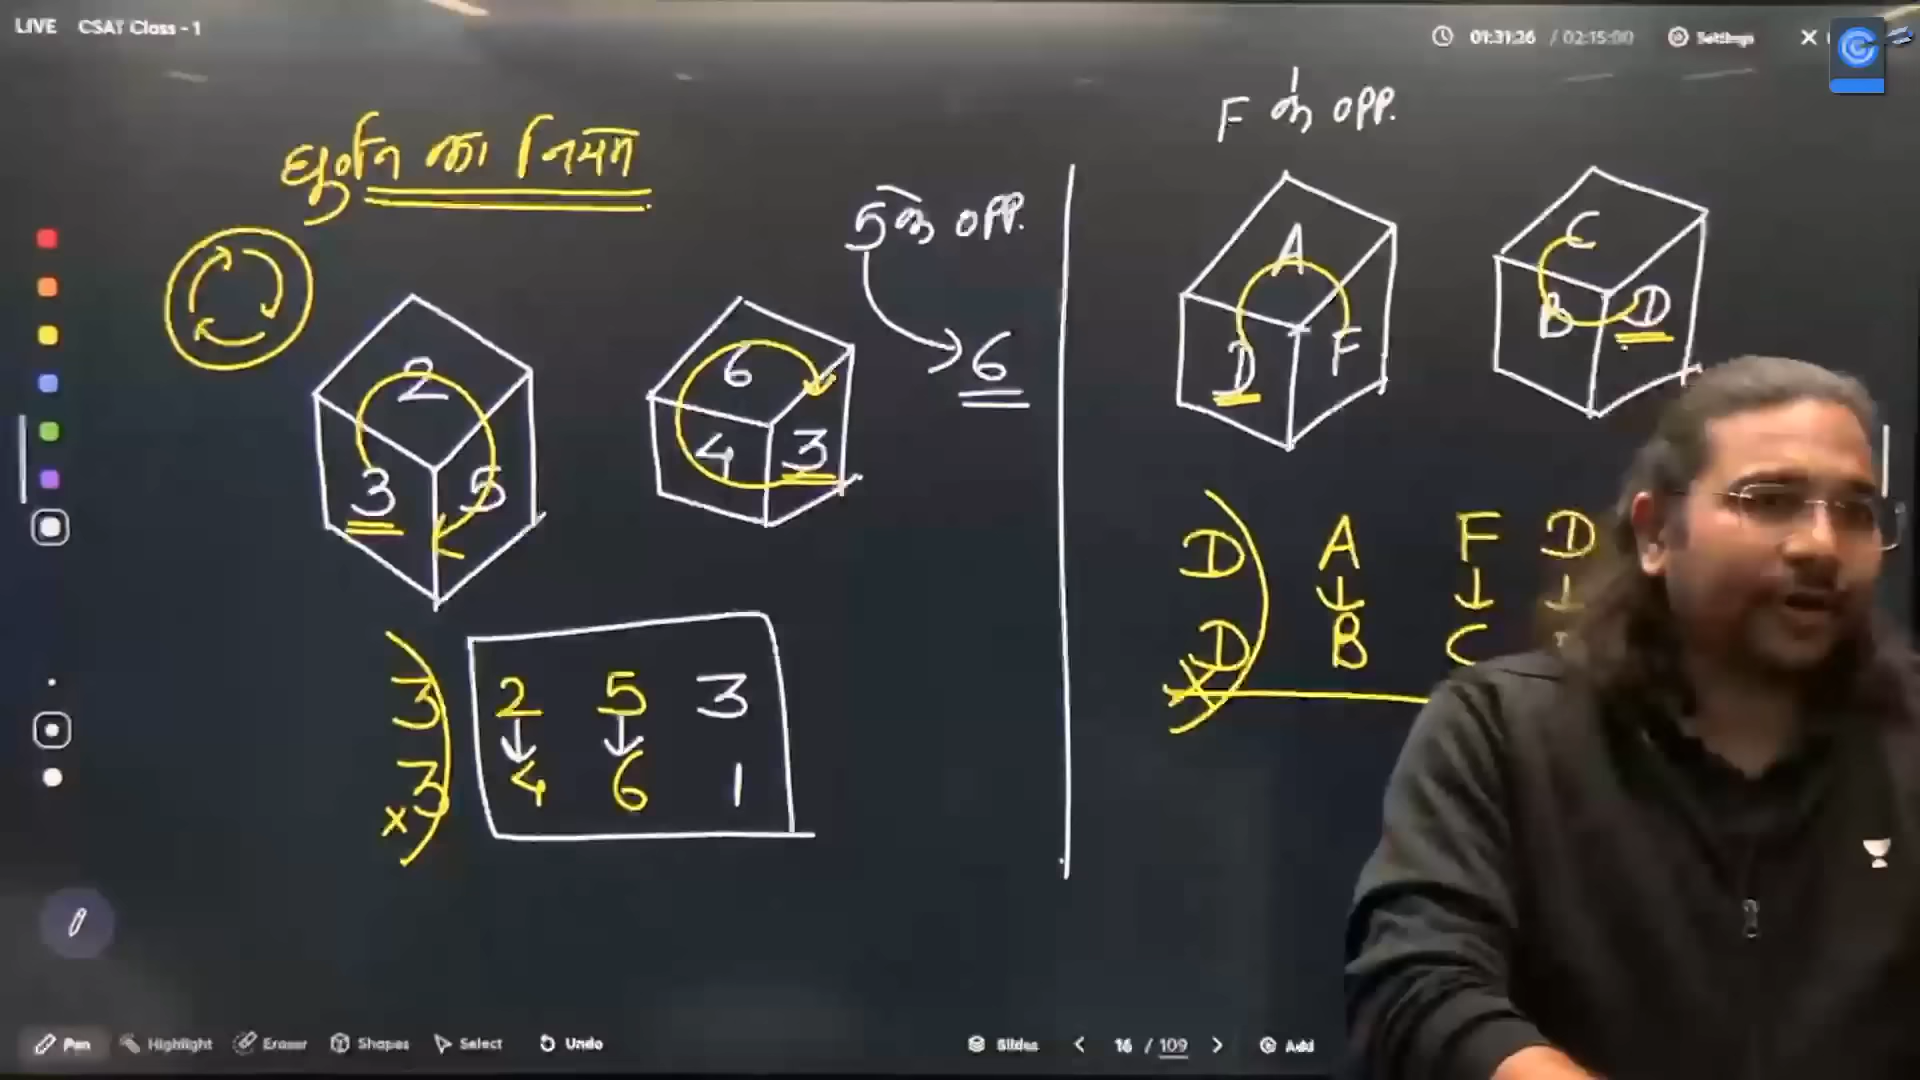 LIVE CSAT Class - 1
01:31:26 / 02:15:00 Settings
घूर्णन का नियम
5 के opp.
6
2
3 5
6
4 3
3 2 5 3
3 4 6 1
F के opp.
A
D F
C
B D
D A F D
D B C
Pen Highlight Eraser Shapes Select Undo
Slides < 16 / 109 > Add